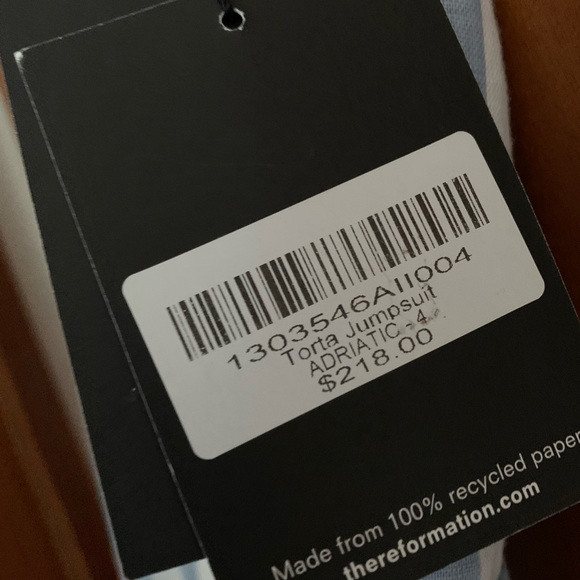 1303546AII004
Torta Jumpsuit
ADRIATIC - 4
$218.00
Made from 100% recycled paper
thereformation.com